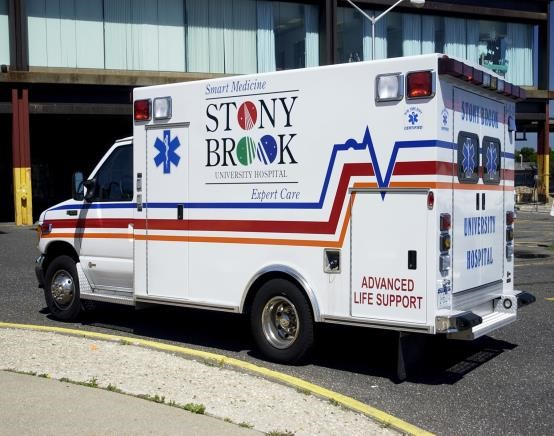 Smart Medicine
STONY
BROOK
UNIVERSITY HOSPITAL
Expert Care
ADVANCED
LIFE SUPPORT
STONY BROOK
UNIVERSITY
HOSPITAL